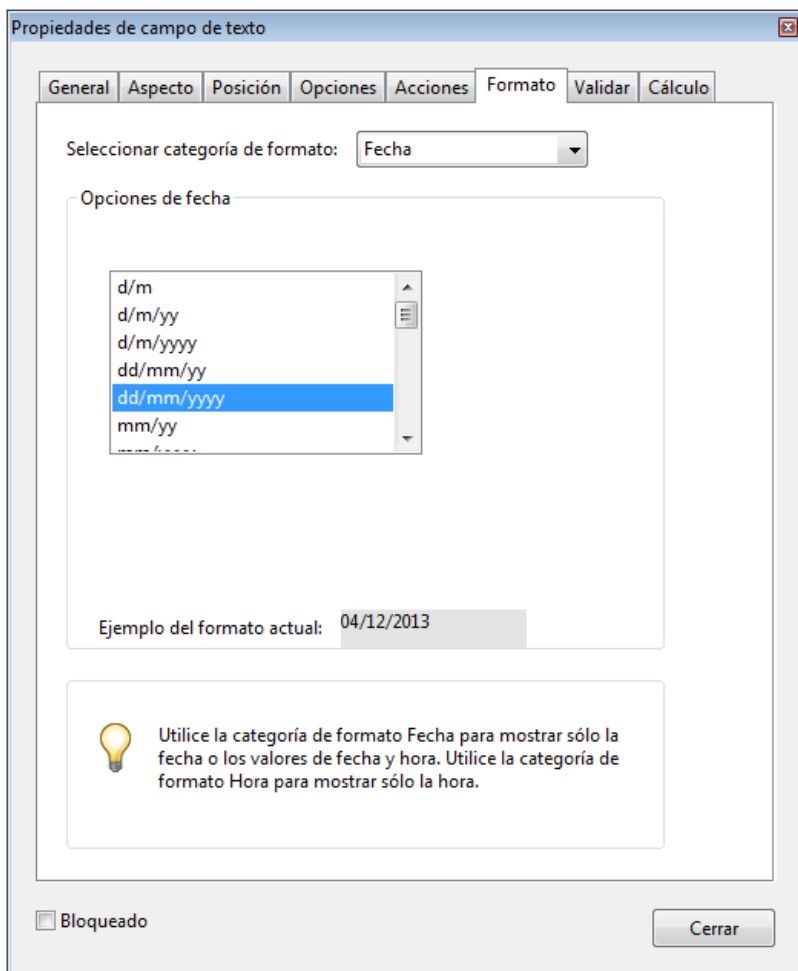 Propiedades de campo de texto
General Aspecto Posición Opciones Acciones Formato Validar Cálculo
Seleccionar categoría de formato: Fecha
Opciones de fecha
d/m
d/m/yy
d/m/yyyy
dd/mm/yy
dd/mm/yyyy
mm/yy
Ejemplo del formato actual: 04/12/2013
Utilice la categoría de formato Fecha para mostrar sólo la
fecha o los valores de fecha y hora. Utilice la categoría de
formato Hora para mostrar sólo la hora.
Bloqueado
Cerrar